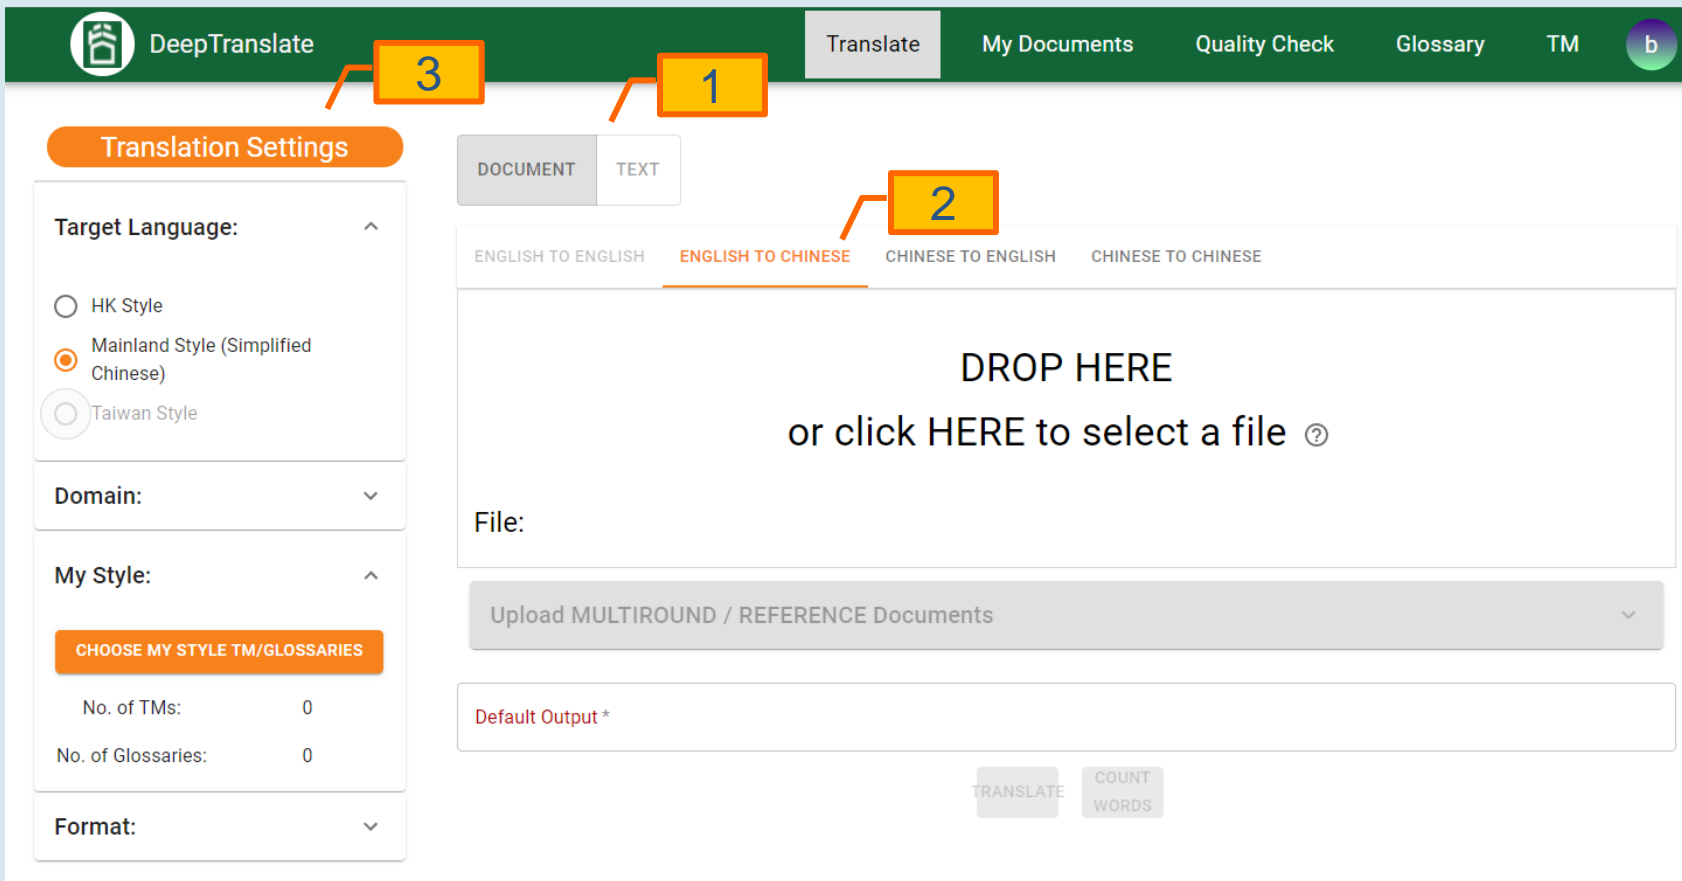 DeepTranslate
Translate
My Documents
Quality Check
Glossary
TM
b
3
1
Translation Settings
DOCUMENT
TEXT
2
Target Language:
HK Style
Mainland Style (Simplified
Chinese)
Taiwan Style
Domain:
My Style:
CHOOSE MY STYLE TM/GLOSSARIES
No. of TMs: 0
No. of Glossaries: 0
Format:
ENGLISH TO ENGLISH
ENGLISH TO CHINESE
CHINESE TO ENGLISH
CHINESE TO CHINESE
DROP HERE
or click HERE to select a file
File:
Upload MULTIROUND / REFERENCE Documents
Default Output *
TRANSLATE
COUNT
WORDS